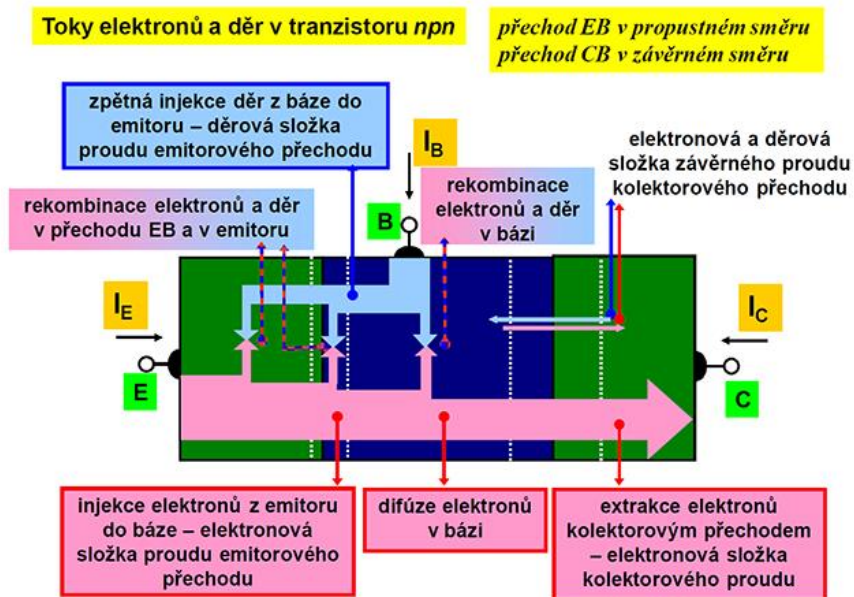 Toky elektronů a děr v tranzistoru npn
přechod EB v propustném směru
přechod CB v závěrném směru
zpětná injekce děr z báze do
emitoru – děrová složka
proudu emitorového přechodu
I_B
elektronová a děrová
složka závěrného proudu
kolektorového přechodu
rekombinace elektronů a děr
v přechodu EB a v emitoru
rekombinace
elektronů a děr
v bázi
B
I_E
I_C
E
C
injekce elektronů z emitoru
do báze – elektronová
složka proudu emitorového
přechodu
difúze elektronů
v bázi
extrakce elektronů
kolektorovým přechodem
– elektronová složka
kolektorového proudu